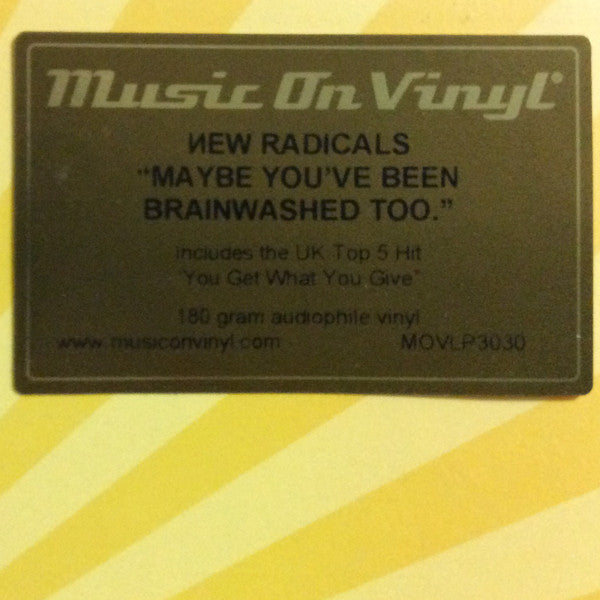 Music On Vinyl®
ИEW RADICALS
"MAYBE YOU'VE BEEN
BRAINWASHED TOO."
includes the UK Top 5 Hit
"You Get What You Give"
180 gram audiophile vinyl
www.musiconvinyl.com MOVLP3030